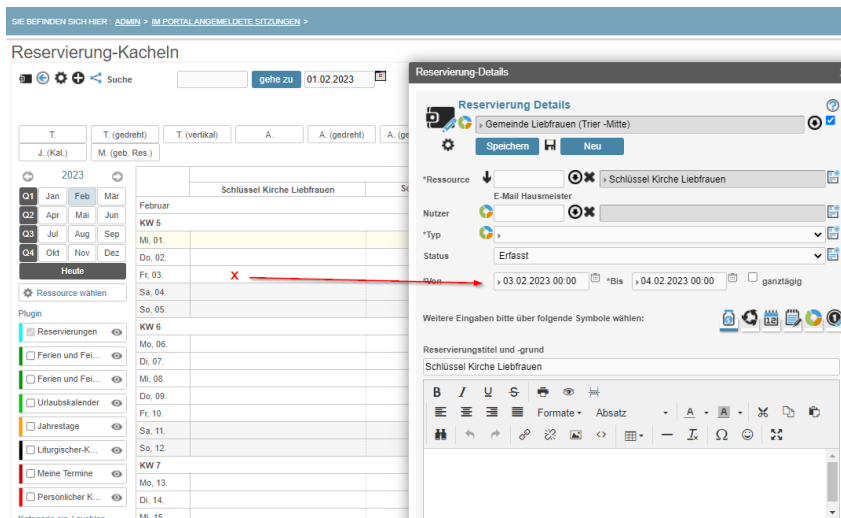 SIE BEFINDEN SICH HIER : ADMIN > IM PORTAL ANGEMELDETE SITZUNGEN >
Reservierung-Kacheln
Suche gehe zu 01.02.2023
T. T. (gedreht) T. (vertikal) A. A. (gedreht)
J. (Kal.) M. (geb. Res.)
2023
Q1 Jan Feb Mär
Q2 Apr Mai Jun
Q3 Jul Aug Sep
Q4 Okt Nov Dez
Heute
Ressource wählen
Plugin
Reservierungen
Ferien und Fei...
Ferien und Fei...
Urlaubskalender
Jahrestage
Liturgischer-K...
Meine Termine
Persönlicher K...
Schlüssel Kirche Liebfrauen
Februar
KW 5
Mi, 01.
Do, 02.
Fr, 03. X
Sa, 04.
So, 05.
KW 6
Mo, 06.
Di, 07.
Mi, 08.
Do, 09.
Fr, 10.
Sa, 11.
So, 12.
KW 7
Mo, 13.
Di, 14.
Mi, 15.
Reservierung-Details
Reservierung Details
Gemeinde Liebfrauen (Trier -Mitte)
Speichern Neu
*Ressource Schlüssel Kirche Liebfrauen
E-Mail Hausmeister
Nutzer
*Typ
Status Erfasst
*Von 03.02.2023 00:00 *Bis 04.02.2023 00:00 ganztägig
Weitere Eingaben bitte über folgende Symbole wählen:
Reservierungstitel und -grund
Schlüssel Kirche Liebfrauen
B I U S
Formate Absatz A A